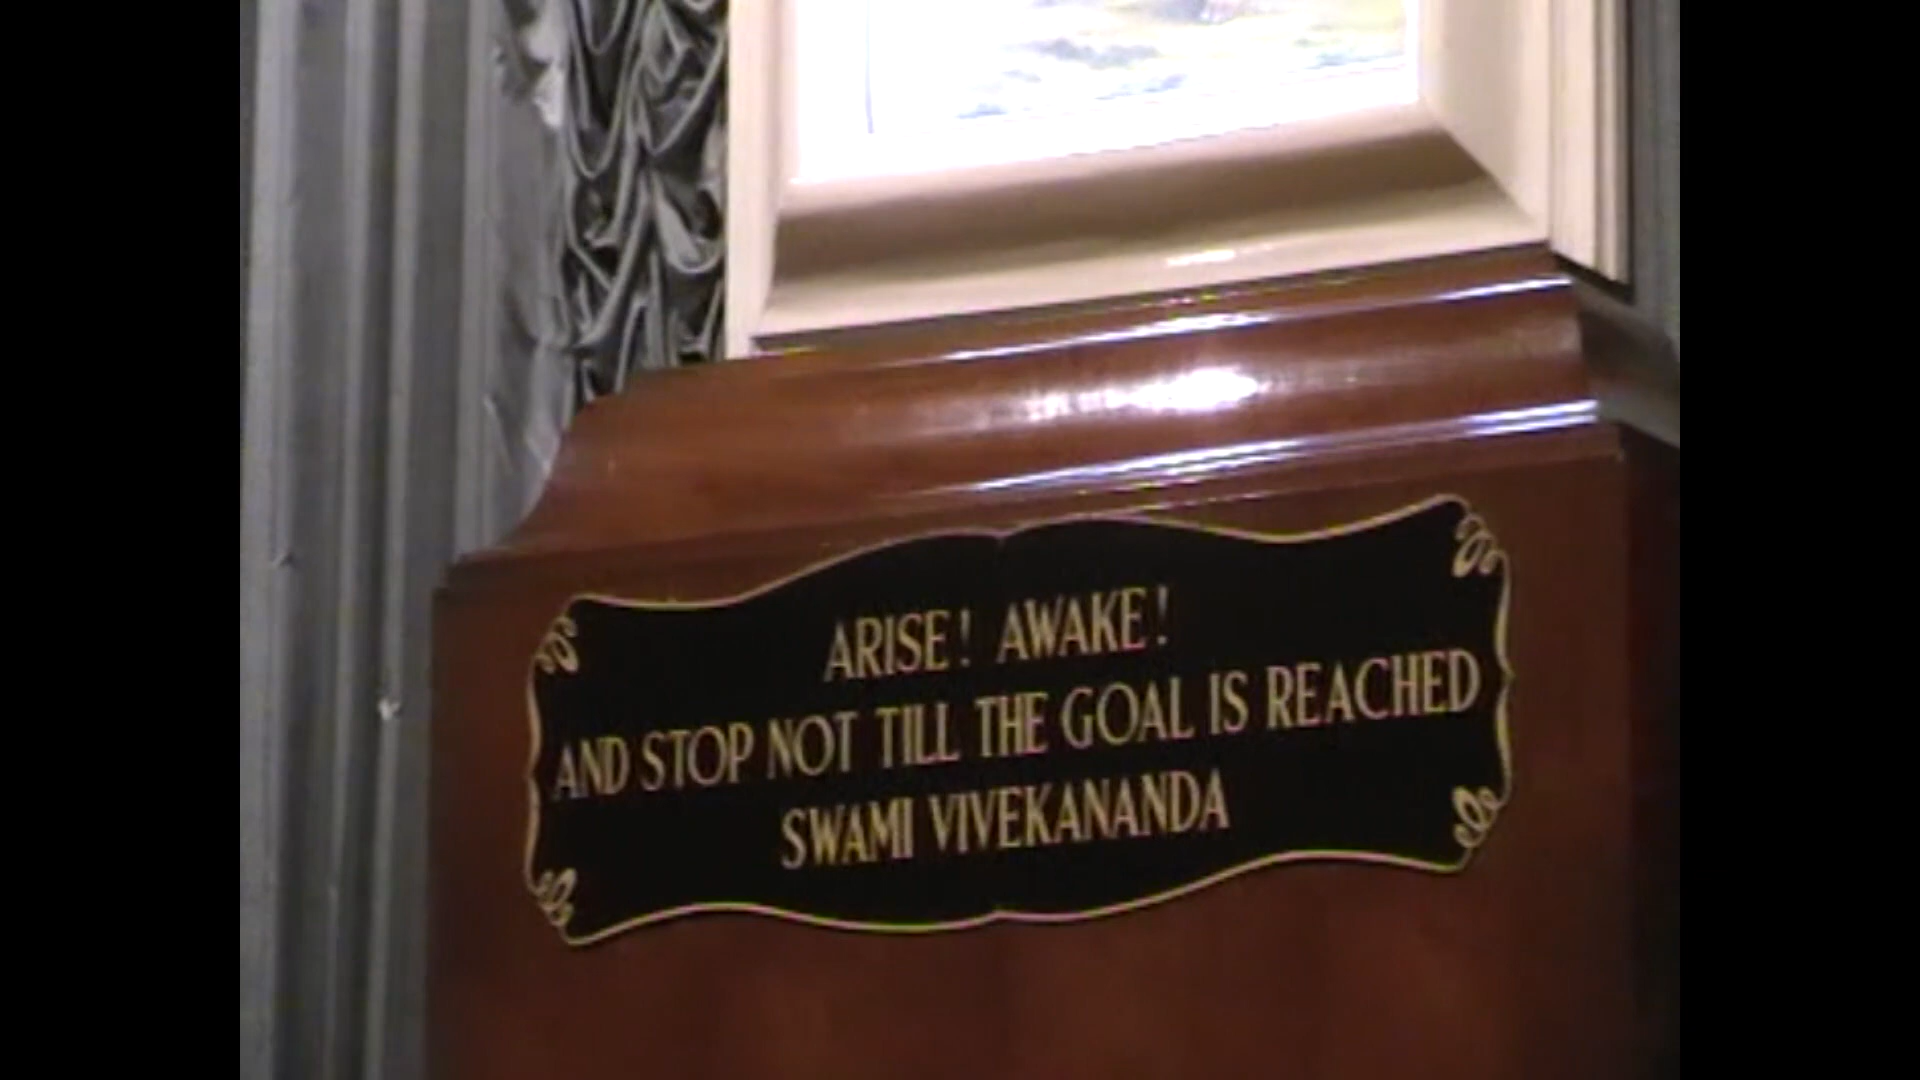 ARISE! AWAKE!
AND STOP NOT TILL THE GOAL IS REACHED
SWAMI VIVEKANANDA